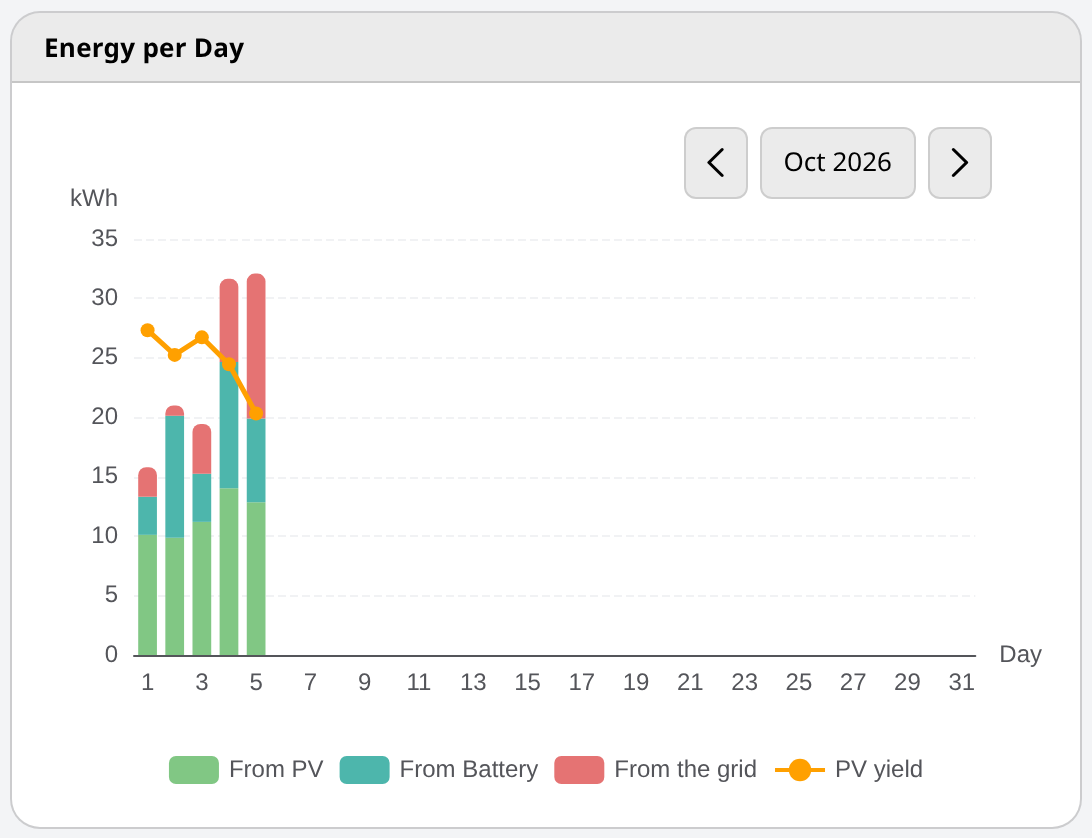 Energy per Day
Oct 2026
kWh
35
30
25
20
15
10
5
0
Day
1 3 5 7 9 11 13 15 17 19 21 23 25 27 29 31
From PV From Battery From the grid PV yield